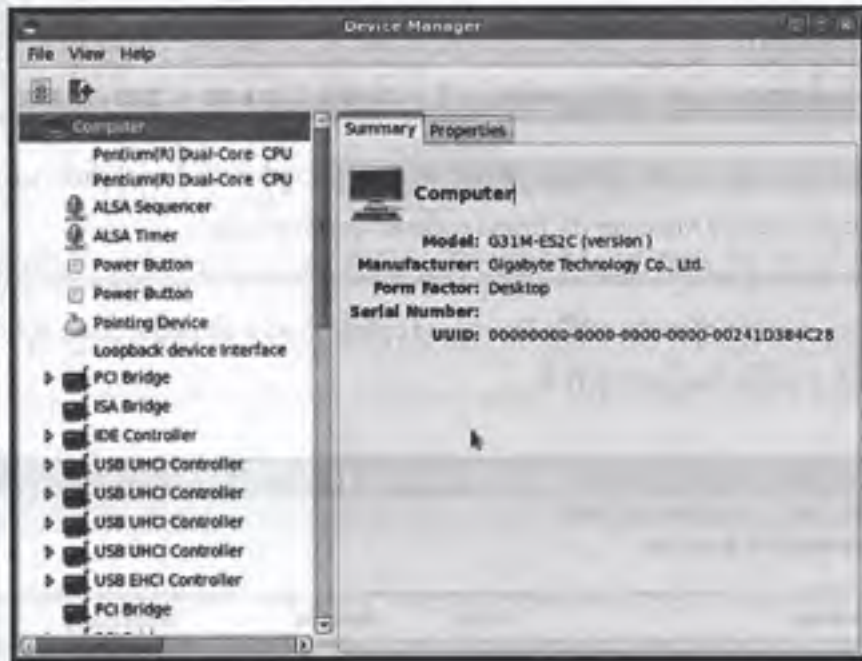 Device Manager
File View Help
Computer
Pentium(R) Dual-Core CPU
Pentium(R) Dual-Core CPU
ALSA Sequencer
ALSA Timer
Power Button
Power Button
Pointing Device
Loopback device Interface
PCI Bridge
ISA Bridge
IDE Controller
USB UHCI Controller
USB UHCI Controller
USB UHCI Controller
USB UHCI Controller
USB EHCI Controller
PCI Bridge
Summary Properties
Computer
Model: G31M-ES2C (version )
Manufacturer: Gigabyte Technology Co., Ltd.
Form Factor: Desktop
Serial Number:
UUID: 00000000-0000-0000-0000-00241D384C28